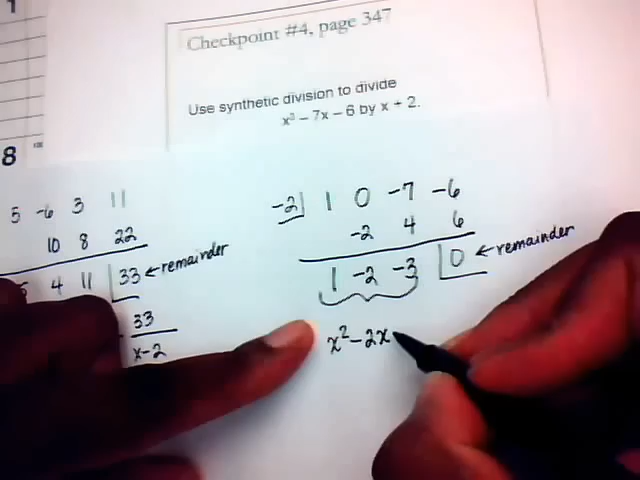 1
8
Checkpoint #4, page 347
Use synthetic division to divide
x³ – 7x – 6 by x + 2.
5 -6 3 11
10 8 22
4 11 33 ← remainder
33
x-2
-2 1 0 -7 -6
-2 4 6
1 -2 -3 0 ← remainder
x² - 2x